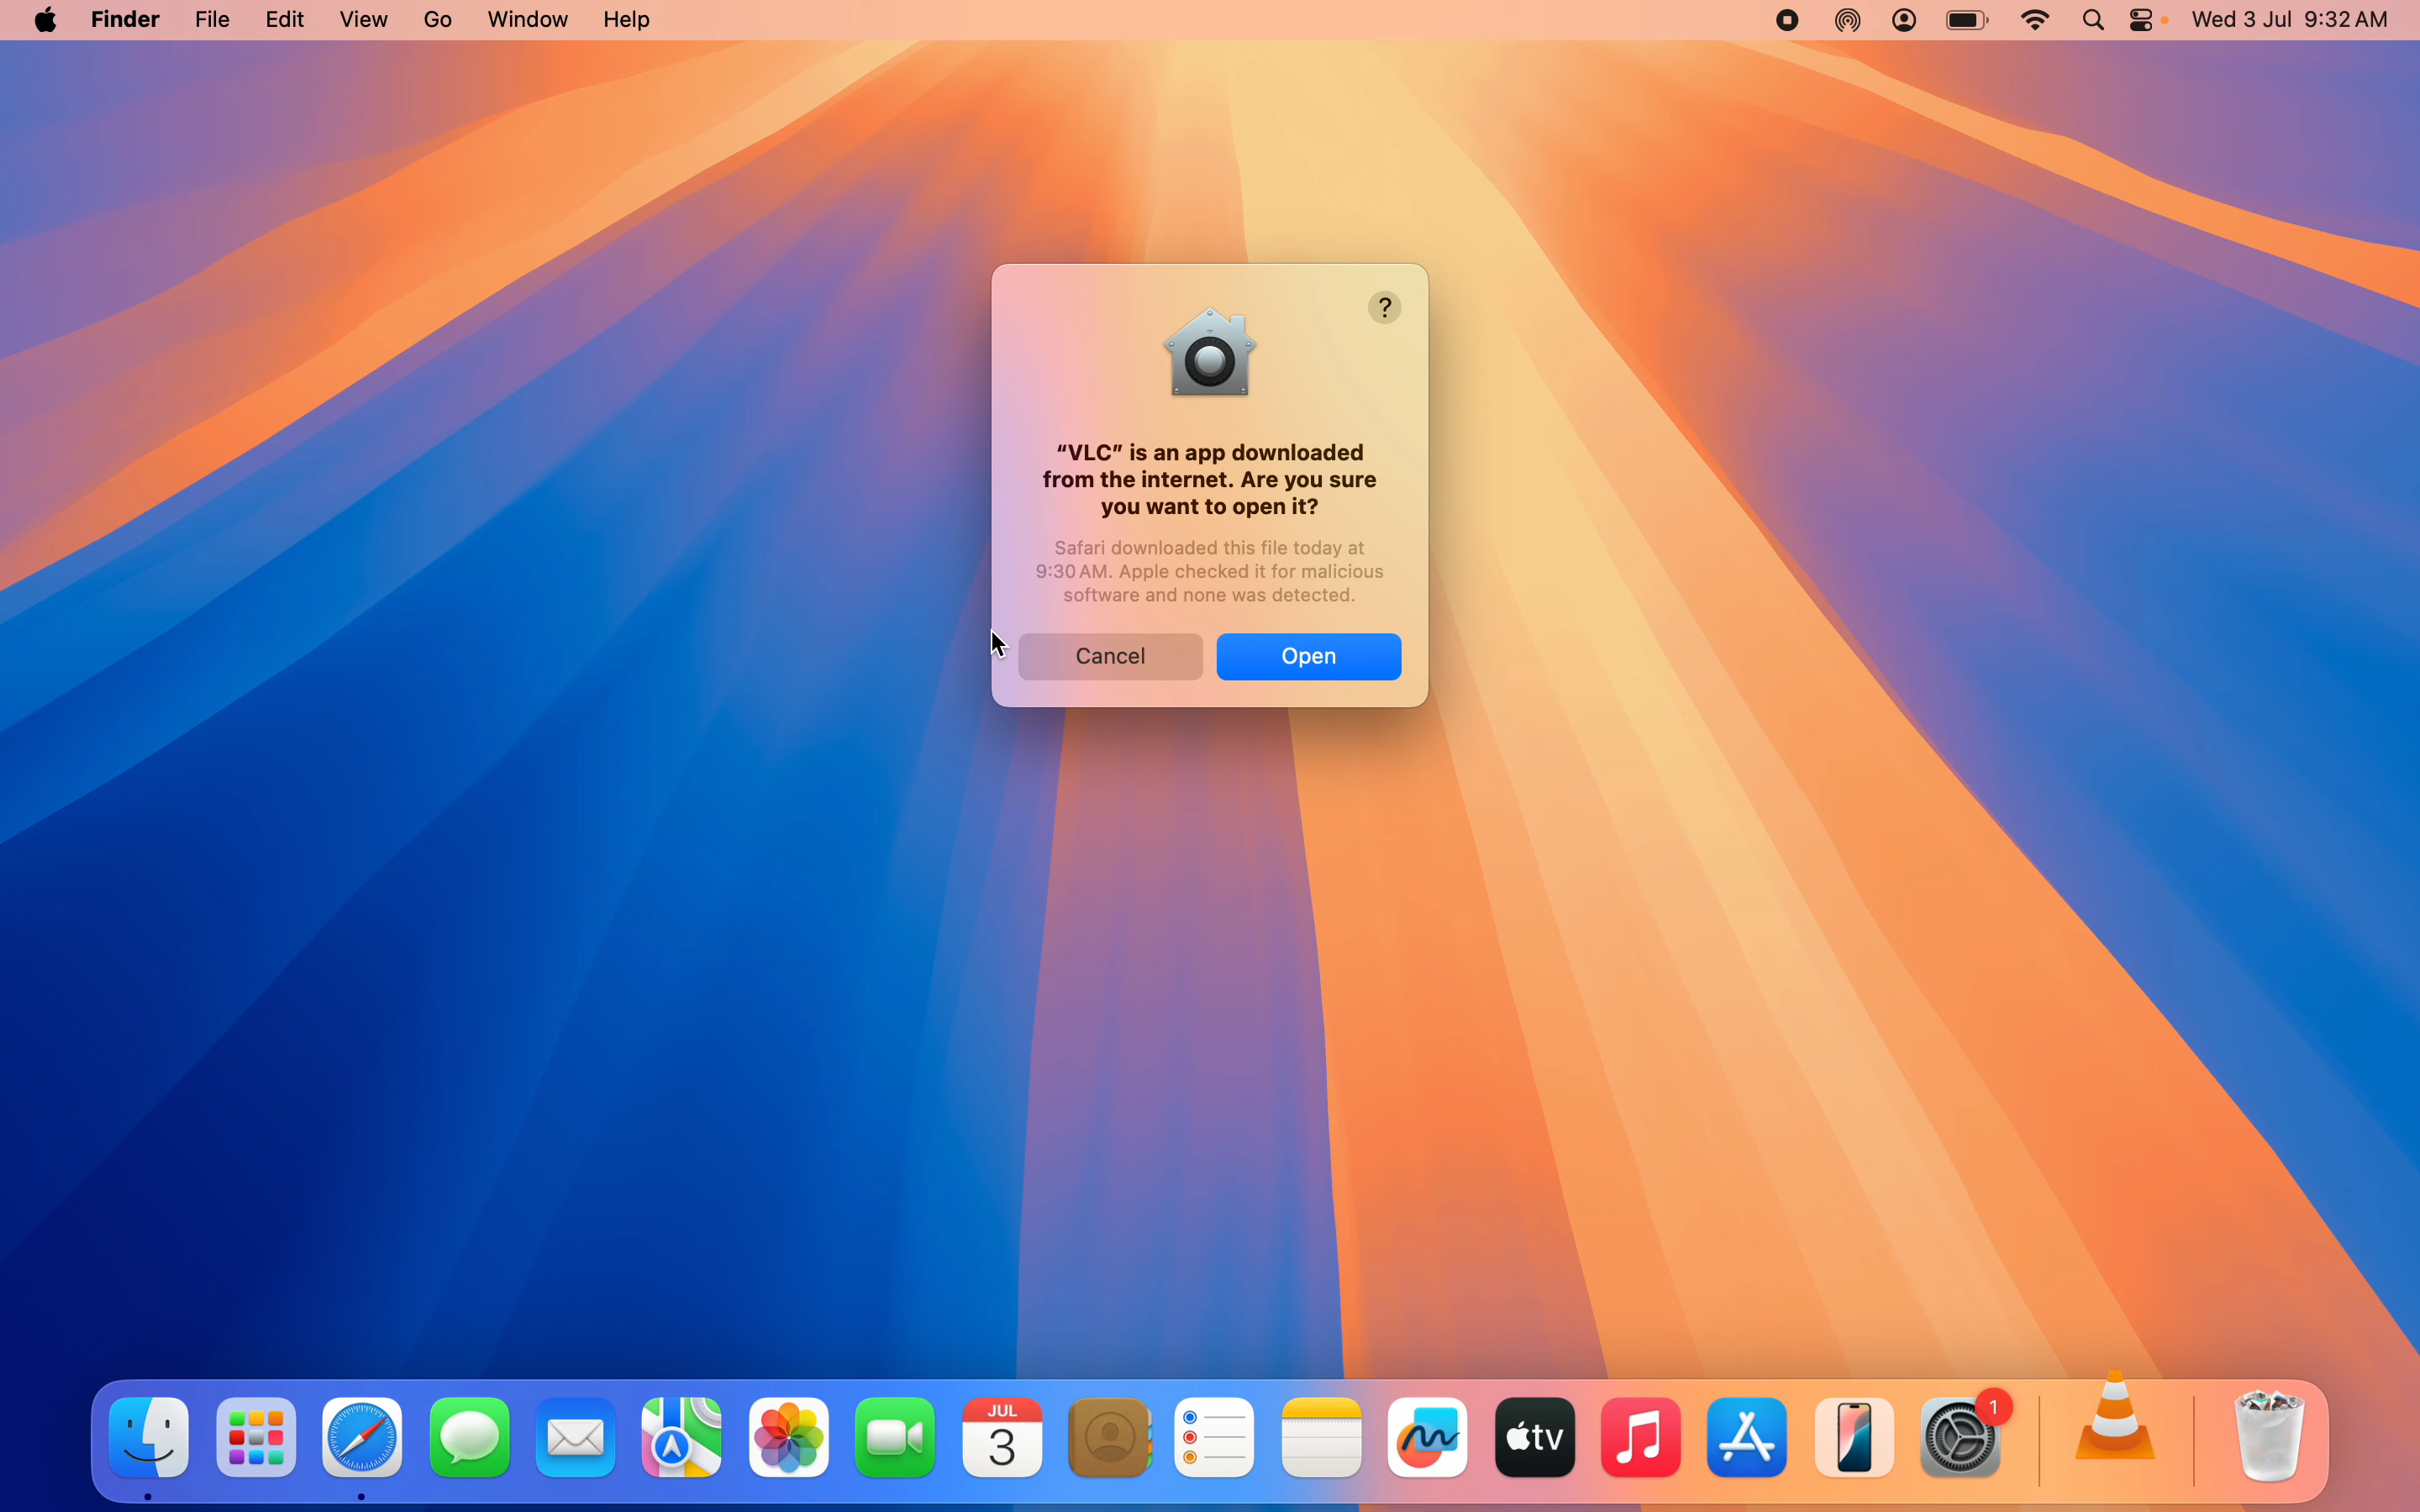 Finder File Edit View Go Window Help Wed 3 Jul 9:32 AM
?
“VLC” is an app downloaded
from the internet. Are you sure
you want to open it?
Safari downloaded this file today at
9:30 AM. Apple checked it for malicious
software and none was detected.
Cancel Open
JUL
3
tv
1